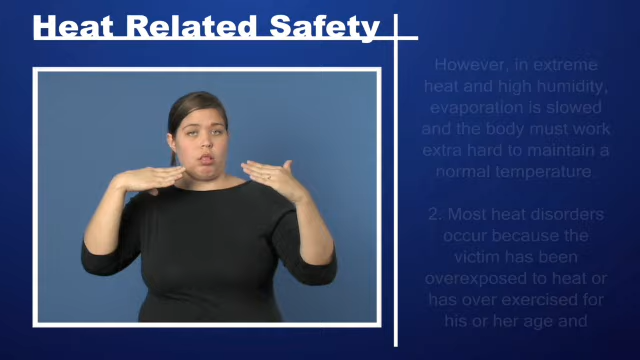 Heat Related Safety
However, in extreme
heat and high humidity,
evaporation is slowed
and the body must work
extra hard to maintain a
normal temperature
2. Most heat disorders
occur because the
victim has been
overexposed to heat or
has over exercised for
his or her age and